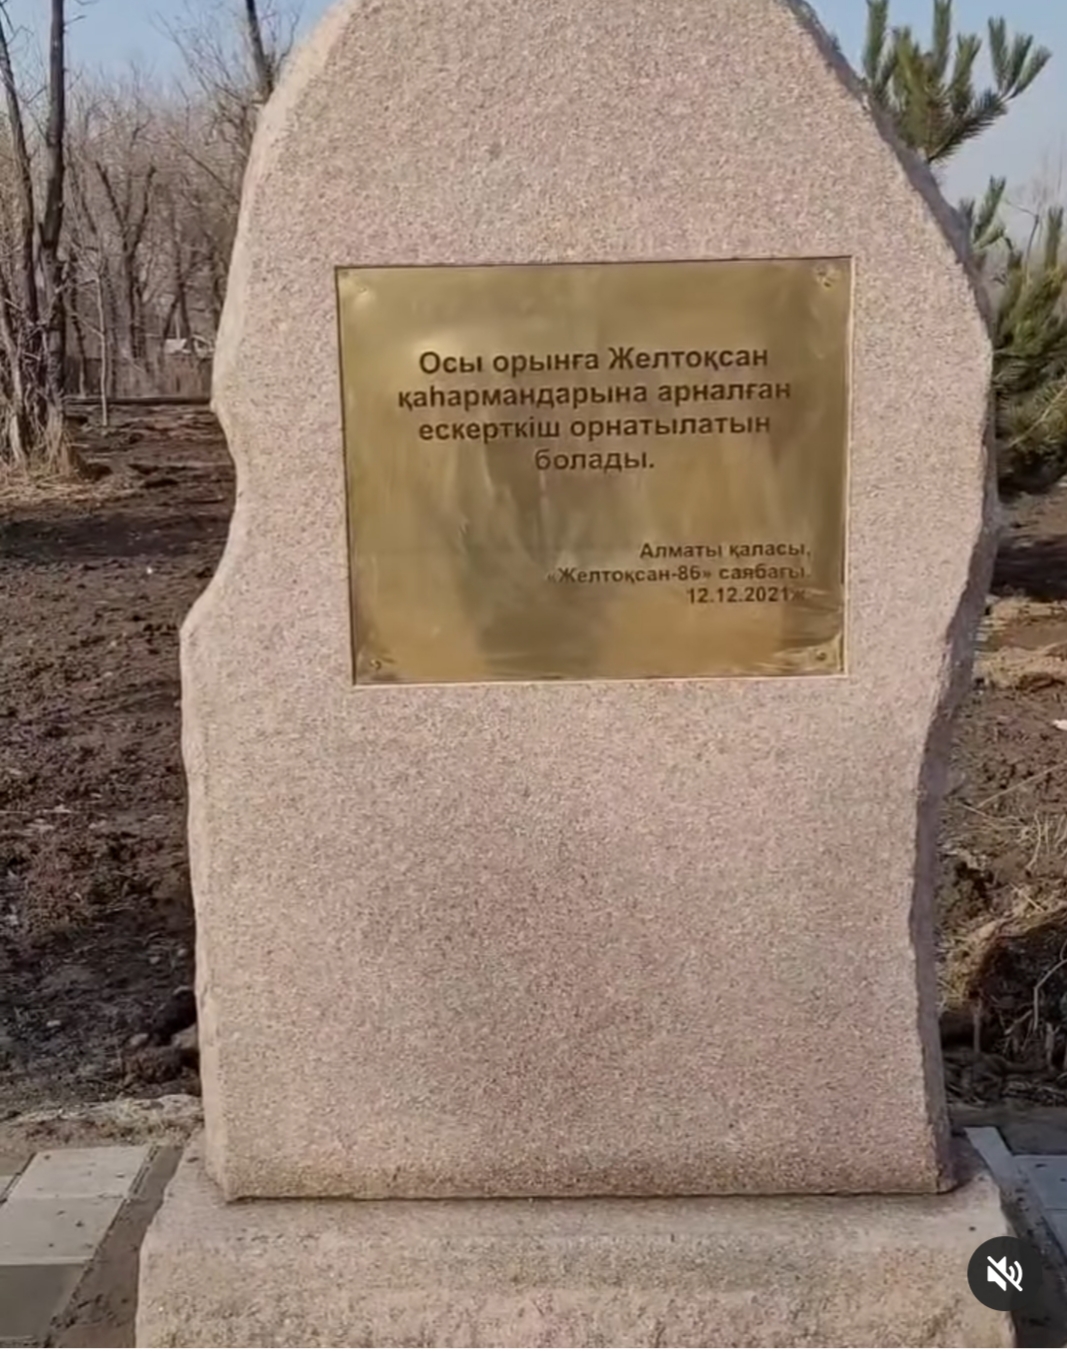 Осы орынға Желтоқсан
қаһармандарына арналған
ескерткіш орнатылатын
болады.
Алматы қаласы,
«Желтоқсан-86» саябағы.
12.12.2021ж.